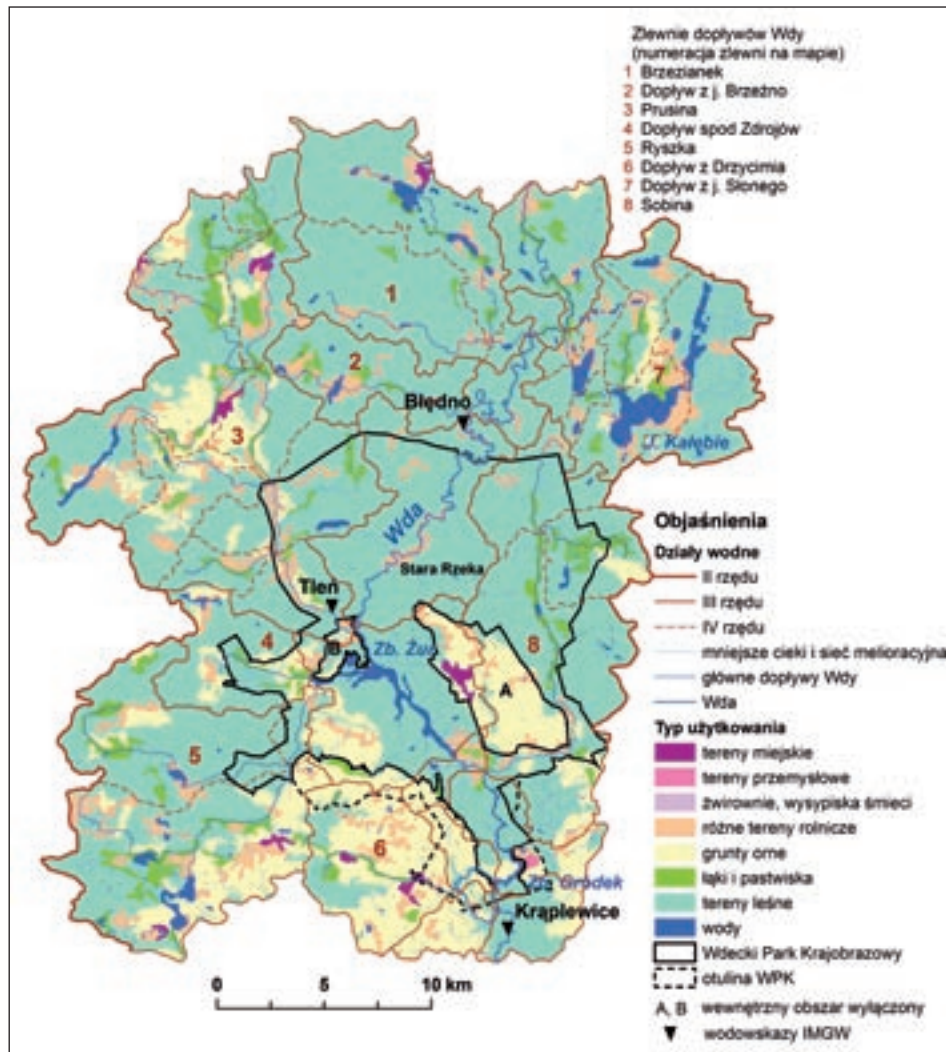 Zlewnie dopływów Wdy
(numeracja zlewni na mapie)
1 Brzezianek
2 Dopływ z j. Brzeźno
3 Prusina
4 Dopływ spod Zdrojów
5 Ryszka
6 Dopływ z Drzycimia
7 Dopływ z j. Słonego
8 Sobina
1
2
7
Błędno
3
J. Kałębie
Wda
Stara Rzeka
Tleń
4
B
Zb. Żur
8
A
5
6
Zb. Gródek
Krąplewice
0 5 10 km
Objaśnienia
Działy wodne
II rzędu
III rzędu
IV rzędu
mniejsze cieki i sieć melioracyjna
główne dopływy Wdy
Wda
Typ użytkowania
tereny miejskie
tereny przemysłowe
żwirownie, wysypiska śmieci
różne tereny rolnicze
grunty orne
łąki i pastwiska
tereny leśne
wody
Wdecki Park Krajobrazowy
otulina WPK
A, B wewnętrzny obszar wyłączony
wodowskazy IMGW